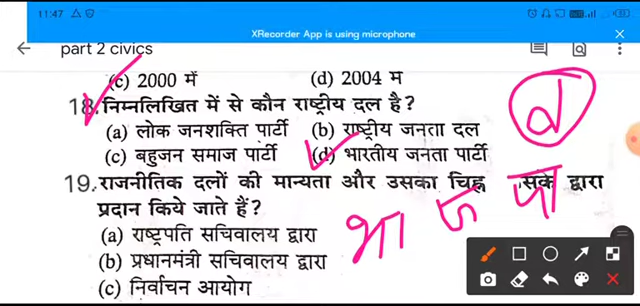 11:47
XRecorder App is using microphone
part 2 civics
(c) 2000 में (d) 2004 म
18. निम्नलिखित में से कौन राष्ट्रीय दल है?
(a) लोक जनशक्ति पार्टी (b) राष्ट्रीय जनता दल
(c) बहुजन समाज पार्टी (d) भारतीय जनता पार्टी
19. राजनीतिक दलों की मान्यता और उसका चिह्न सके द्वारा
प्रदान किये जाते हैं?
भा ज पा
(a) राष्ट्रपति सचिवालय द्वारा
(b) प्रधानमंत्री सचिवालय द्वारा
(c) निर्वाचन आयोग